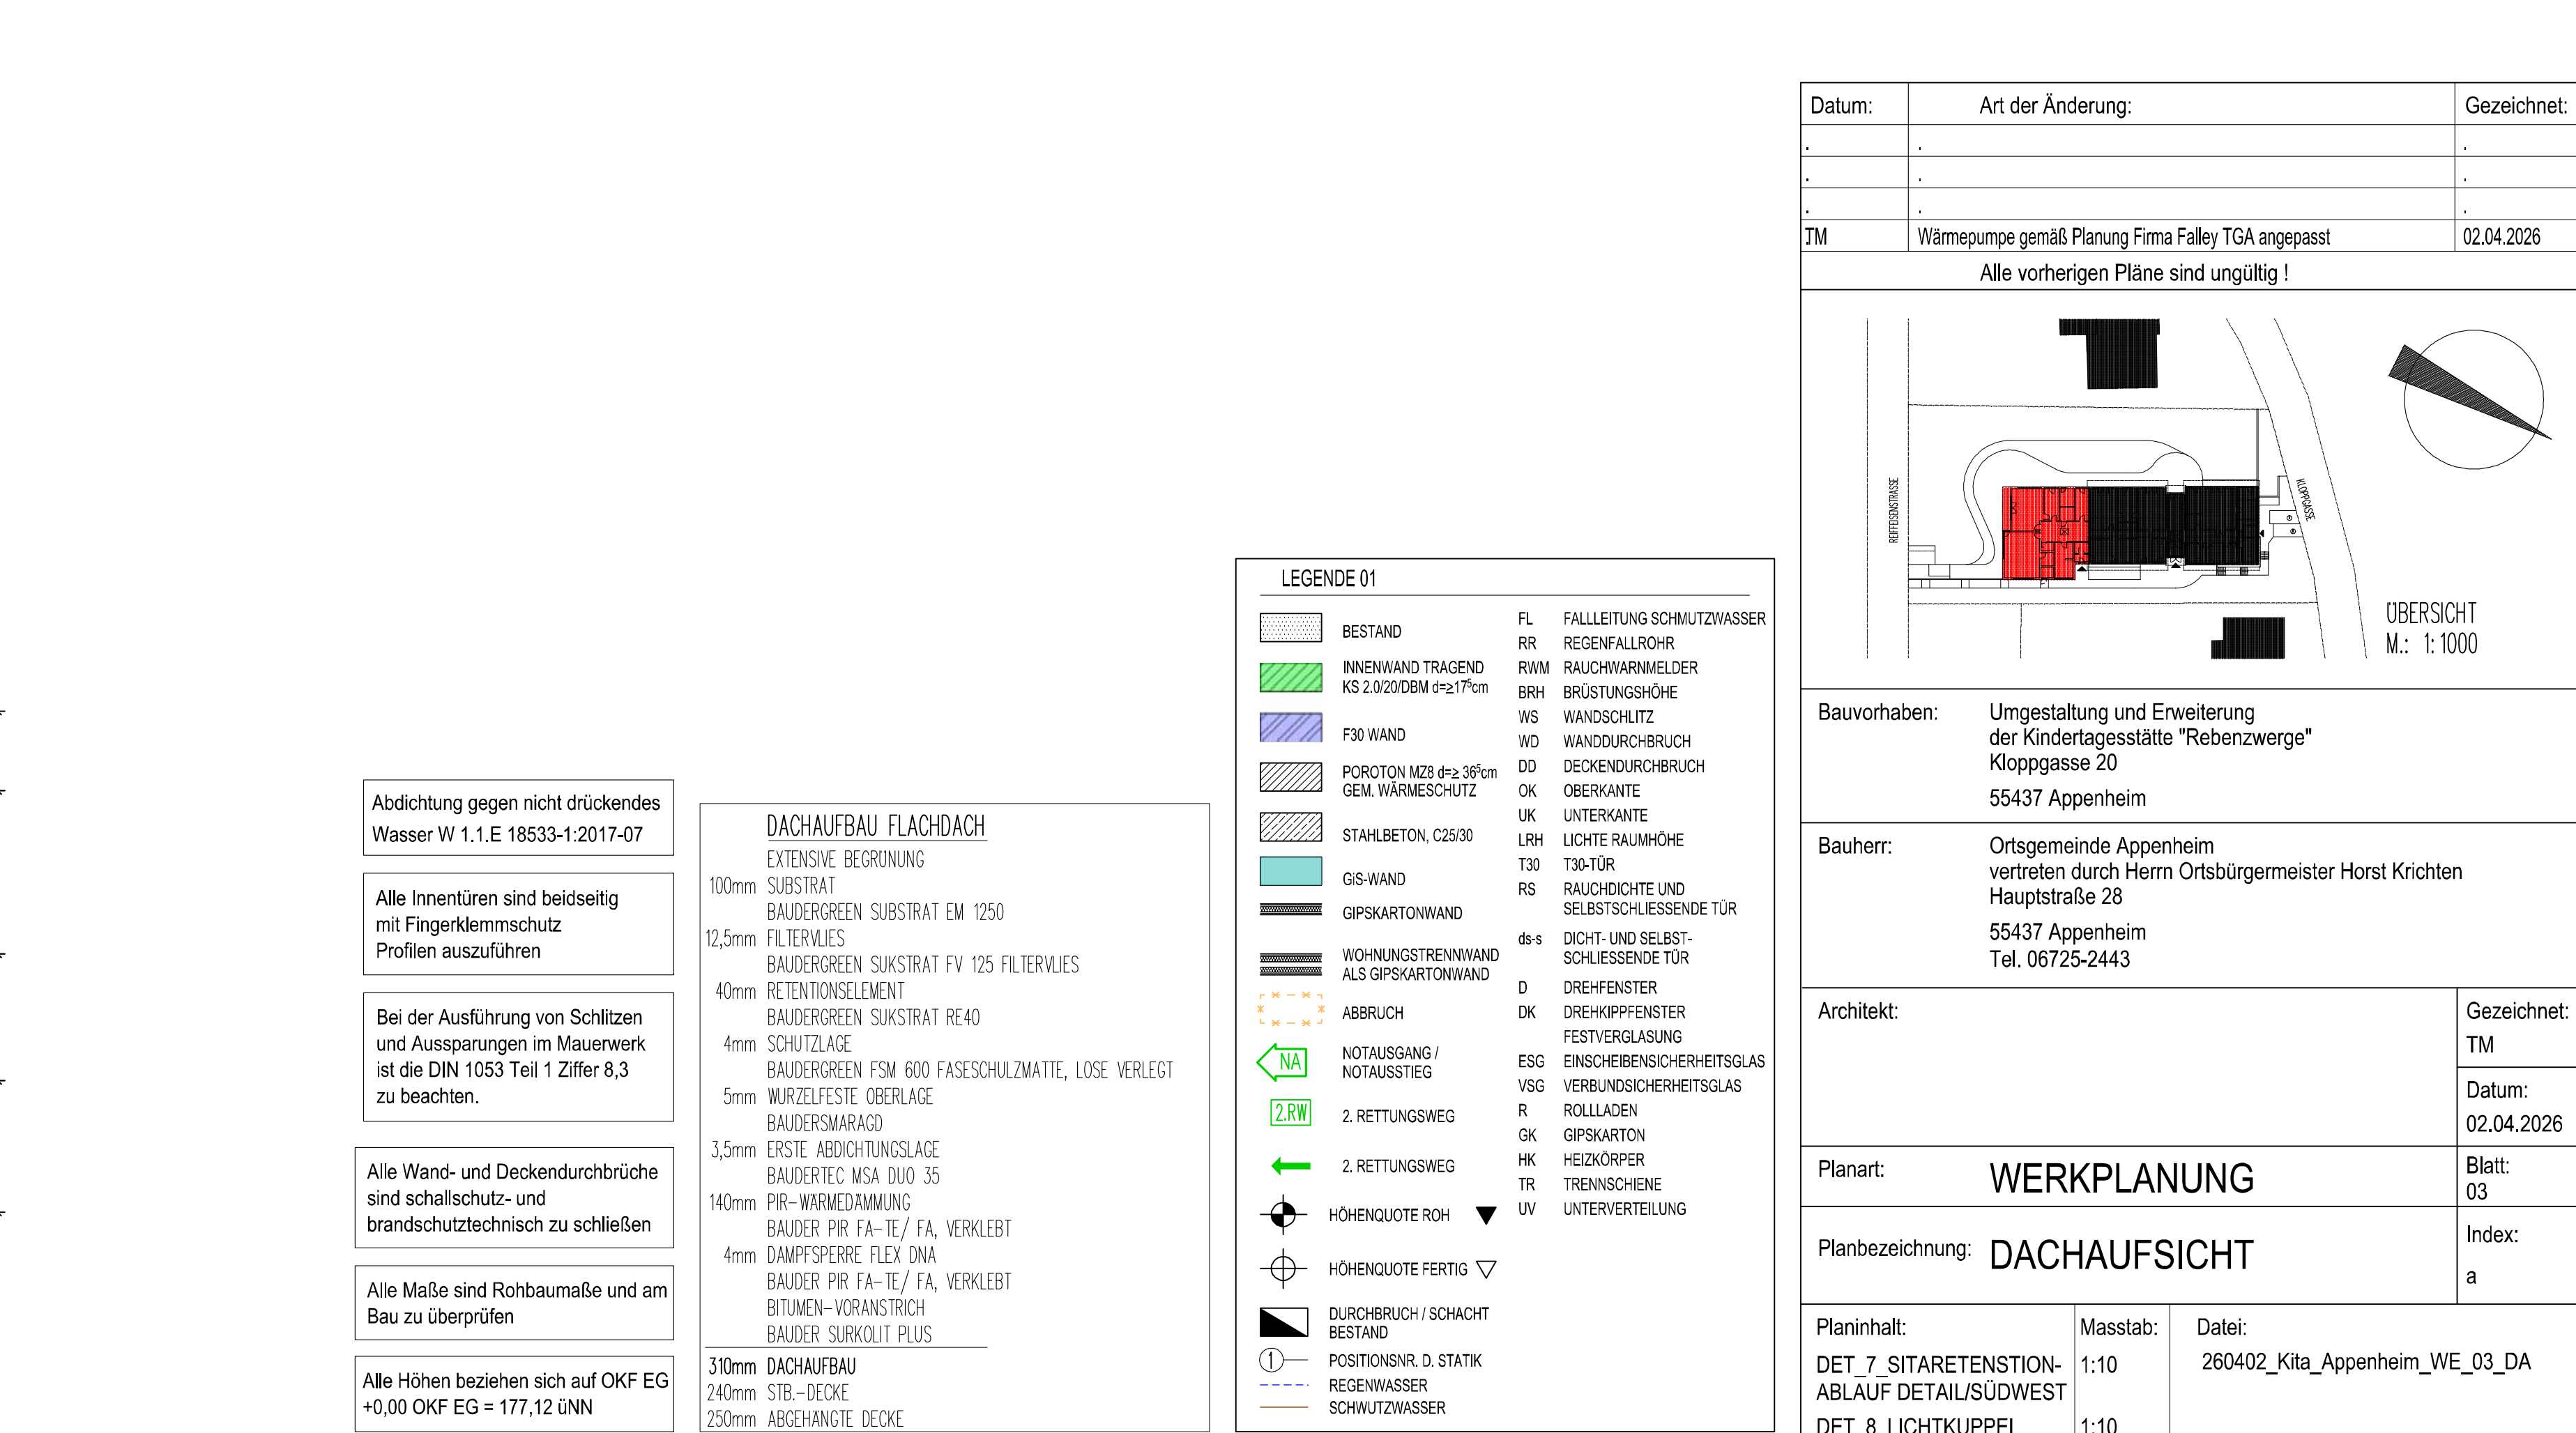 Abdichtung gegen nicht drückendes
Wasser W 1.1.E 18533-1:2017-07
Alle Innentüren sind beidseitig
mit Fingerklemmschutz
Profilen auszuführen
Bei der Ausführung von Schlitzen
und Aussparungen im Mauerwerk
ist die DIN 1053 Teil 1 Ziffer 8,3
zu beachten.
Alle Wand- und Deckendurchbrüche
sind schallschutz- und
brandschutztechnisch zu schließen
Alle Maße sind Rohbaumaße und am
Bau zu überprüfen
Alle Höhen beziehen sich auf OKF EG
+0,00 OKF EG = 177,12 üNN
DACHAUFBAU FLACHDACH
EXTENSIVE BEGRÜNUNG
100mm SUBSTRAT
BAUDERGREEN SUBSTRAT EM 1250
12,5mm FILTERVLIES
BAUDERGREEN SUKSTRAT FV 125 FILTERVLIES
40mm RETENTIONSELEMENT
BAUDERGREEN SUKSTRAT RE40
4mm SCHUTZLAGE
BAUDERGREEN FSM 600 FASESCHULZMATTE, LOSE VERLEGT
5mm WURZELFESTE OBERLAGE
BAUDERSMARAGD
3,5mm ERSTE ABDICHTUNGSLAGE
BAUDERTEC MSA DUO 35
140mm PIR-WÄRMEDÄMMUNG
BAUDER PIR FA-TE/ FA, VERKLEBT
4mm DAMPFSPERRE FLEX DNA
BAUDER PIR FA-TE/ FA, VERKLEBT
BITUMEN-VORANSTRICH
BAUDER SURKOLIT PLUS
310mm DACHAUFBAU
240mm STB.-DECKE
250mm ABGEHÄNGTE DECKE
LEGENDE 01
BESTAND
INNENWAND TRAGEND
KS 2.0/20/DBM d=≥17⁵cm
F30 WAND
POROTON MZ8 d=≥ 36⁵cm
GEM. WÄRMESCHUTZ
STAHLBETON, C25/30
GiS-WAND
GIPSKARTONWAND
WOHNUNGSTRENNWAND
ALS GIPSKARTONWAND
ABBRUCH
NA
NOTAUSGANG /
NOTAUSSTIEG
2.RW 2. RETTUNGSWEG
2. RETTUNGSWEG
HÖHENQUOTE ROH
HÖHENQUOTE FERTIG
DURCHBRUCH / SCHACHT
BESTAND
1 POSITIONSNR. D. STATIK
REGENWASSER
SCHWUTZWASSER
FL FALLLEITUNG SCHMUTZWASSER
RR REGENFALLROHR
RWM RAUCHWARNMELDER
BRH BRÜSTUNGSHÖHE
WS WANDSCHLITZ
WD WANDDURCHBRUCH
DD DECKENDURCHBRUCH
OK OBERKANTE
UK UNTERKANTE
LRH LICHTE RAUMHÖHE
T30 T30-TÜR
RS RAUCHDICHTE UND
SELBSTSCHLIESSENDE TÜR
ds-s DICHT- UND SELBST-
SCHLIESSENDE TÜR
D DREHFENSTER
DK DREHKIPPFENSTER
FESTVERGLASUNG
ESG EINSCHEIBENSICHERHEITSGLAS
VSG VERBUNDSICHERHEITSGLAS
R ROLLLADEN
GK GIPSKARTON
HK HEIZKÖRPER
TR TRENNSCHIENE
UV UNTERVERTEILUNG
Datum: Art der Änderung: Gezeichnet:
. . .
. . .
. . .
TM Wärmepumpe gemäß Planung Firma Falley TGA angepasst 02.04.2026
Alle vorherigen Pläne sind ungültig !
REIFFEISENSTRASSE
KLOPPGASSE
ÜBERSICHT
M.: 1:1000
Bauvorhaben: Umgestaltung und Erweiterung
der Kindertagesstätte "Rebenzwerge"
Kloppgasse 20
55437 Appenheim
Bauherr: Ortsgemeinde Appenheim
vertreten durch Herrn Ortsbürgermeister Horst Krichten
Hauptstraße 28
55437 Appenheim
Tel. 06725-2443
Architekt:
Gezeichnet:
TM
Datum:
02.04.2026
Planart: WERKPLANUNG
Blatt:
03
Planbezeichnung: DACHAUFSICHT
Index:
a
Planinhalt: Masstab: Datei:
DET_7_SITARETENSTION- 1:10 260402_Kita_Appenheim_WE_03_DA
ABLAUF DETAIL/SÜDWEST
DET_8_LICHTKUPPEL 1:10